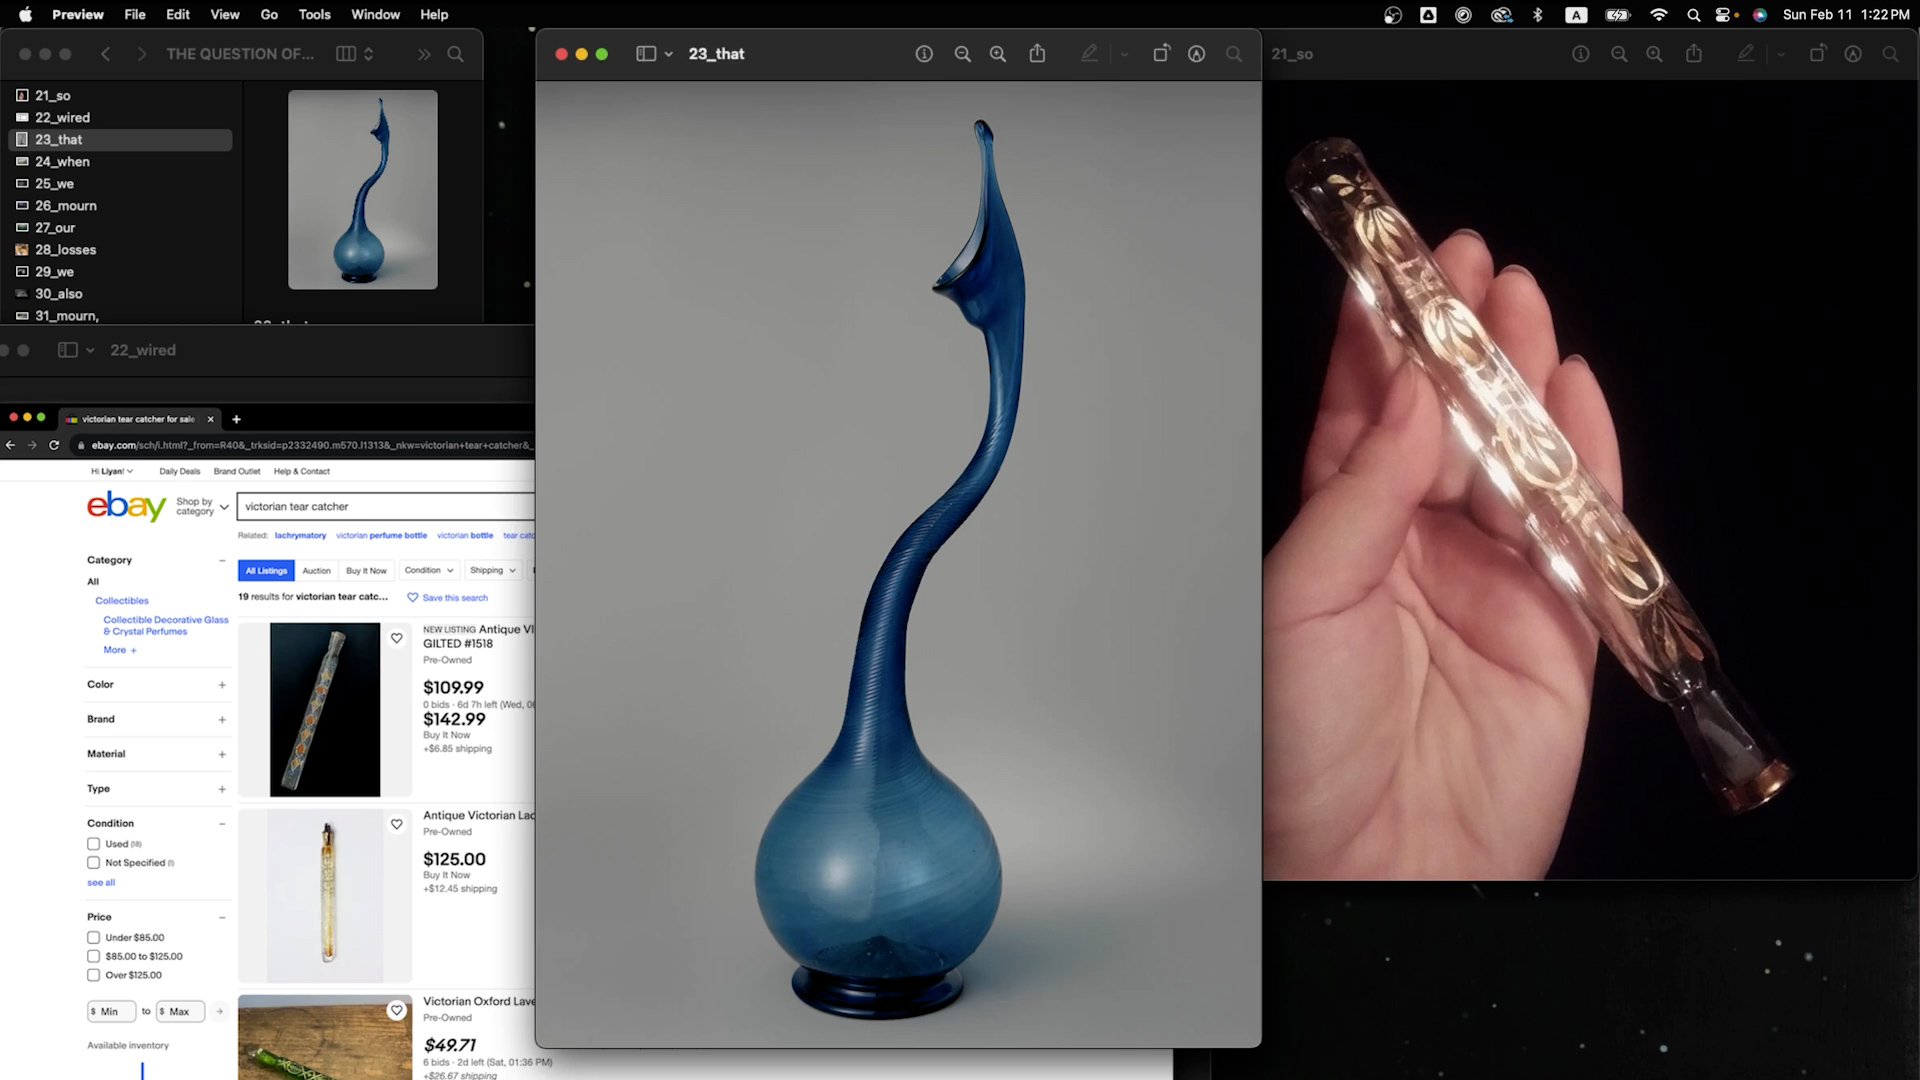 Preview File Edit View Go Tools Window Help
A
Sun Feb 11 1:22 PM
THE QUESTION OF...
21_so
22_wired
23_that
24_when
25_we
26_mourn
27_our
28_losses
29_we
30_also
31_mourn,
23_that
21_so
22_wired
victorian tear catcher for sale
ebay.com/sch/i.html?_from=R40&_trksid=p2332490.m570.l1313&_nkw=victorian+tear+catcher&_
Hi Liyan! Daily Deals Brand Outlet Help & Contact
ebay
Shop by
category
victorian tear catcher
Related: lachrymatory victorian perfume bottle victorian bottle tear catc
All Listings Auction Buy It Now Condition Shipping
19 results for victorian tear catc... Save this search
Category
All
Collectibles
Collectible Decorative Glass
& Crystal Perfumes
More +
Color
Brand
Material
Type
Condition
Used (18)
Not Specified (1)
see all
Price
Under $85.00
$85.00 to $125.00
Over $125.00
$ Min to $ Max
Available inventory
NEW LISTING Antique VI
GILTED #1518
Pre-Owned
$109.99
0 bids · 6d 7h left (Wed, 0
$142.99
Buy It Now
+$6.85 shipping
Antique Victorian Lac
Pre-Owned
$125.00
Buy It Now
+$12.45 shipping
Victorian Oxford Lave
Pre-Owned
$49.71
6 bids · 2d left (Sat, 01:36 PM)
+$26.67 shipping